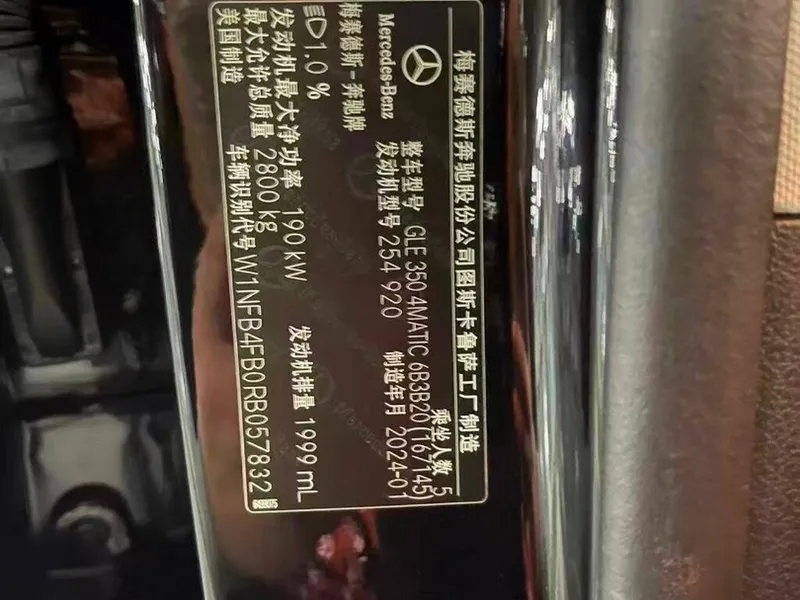 梅赛德斯奔驰股份公司图斯卡鲁萨工厂制造
Mercedes-Benz
整车型号 GLE 350 4MATIC 6B3B20 (167/145)
发动机型号 254 920
乘坐人数 5
制造年月 2024-01
梅赛德斯-奔驰牌
1.0 %
发动机最大净功率 190 kW
发动机排量 1999 mL
最大允许总质量 2800 kg
美国制造
车辆识别代号 W1NFB4FB0RB057832